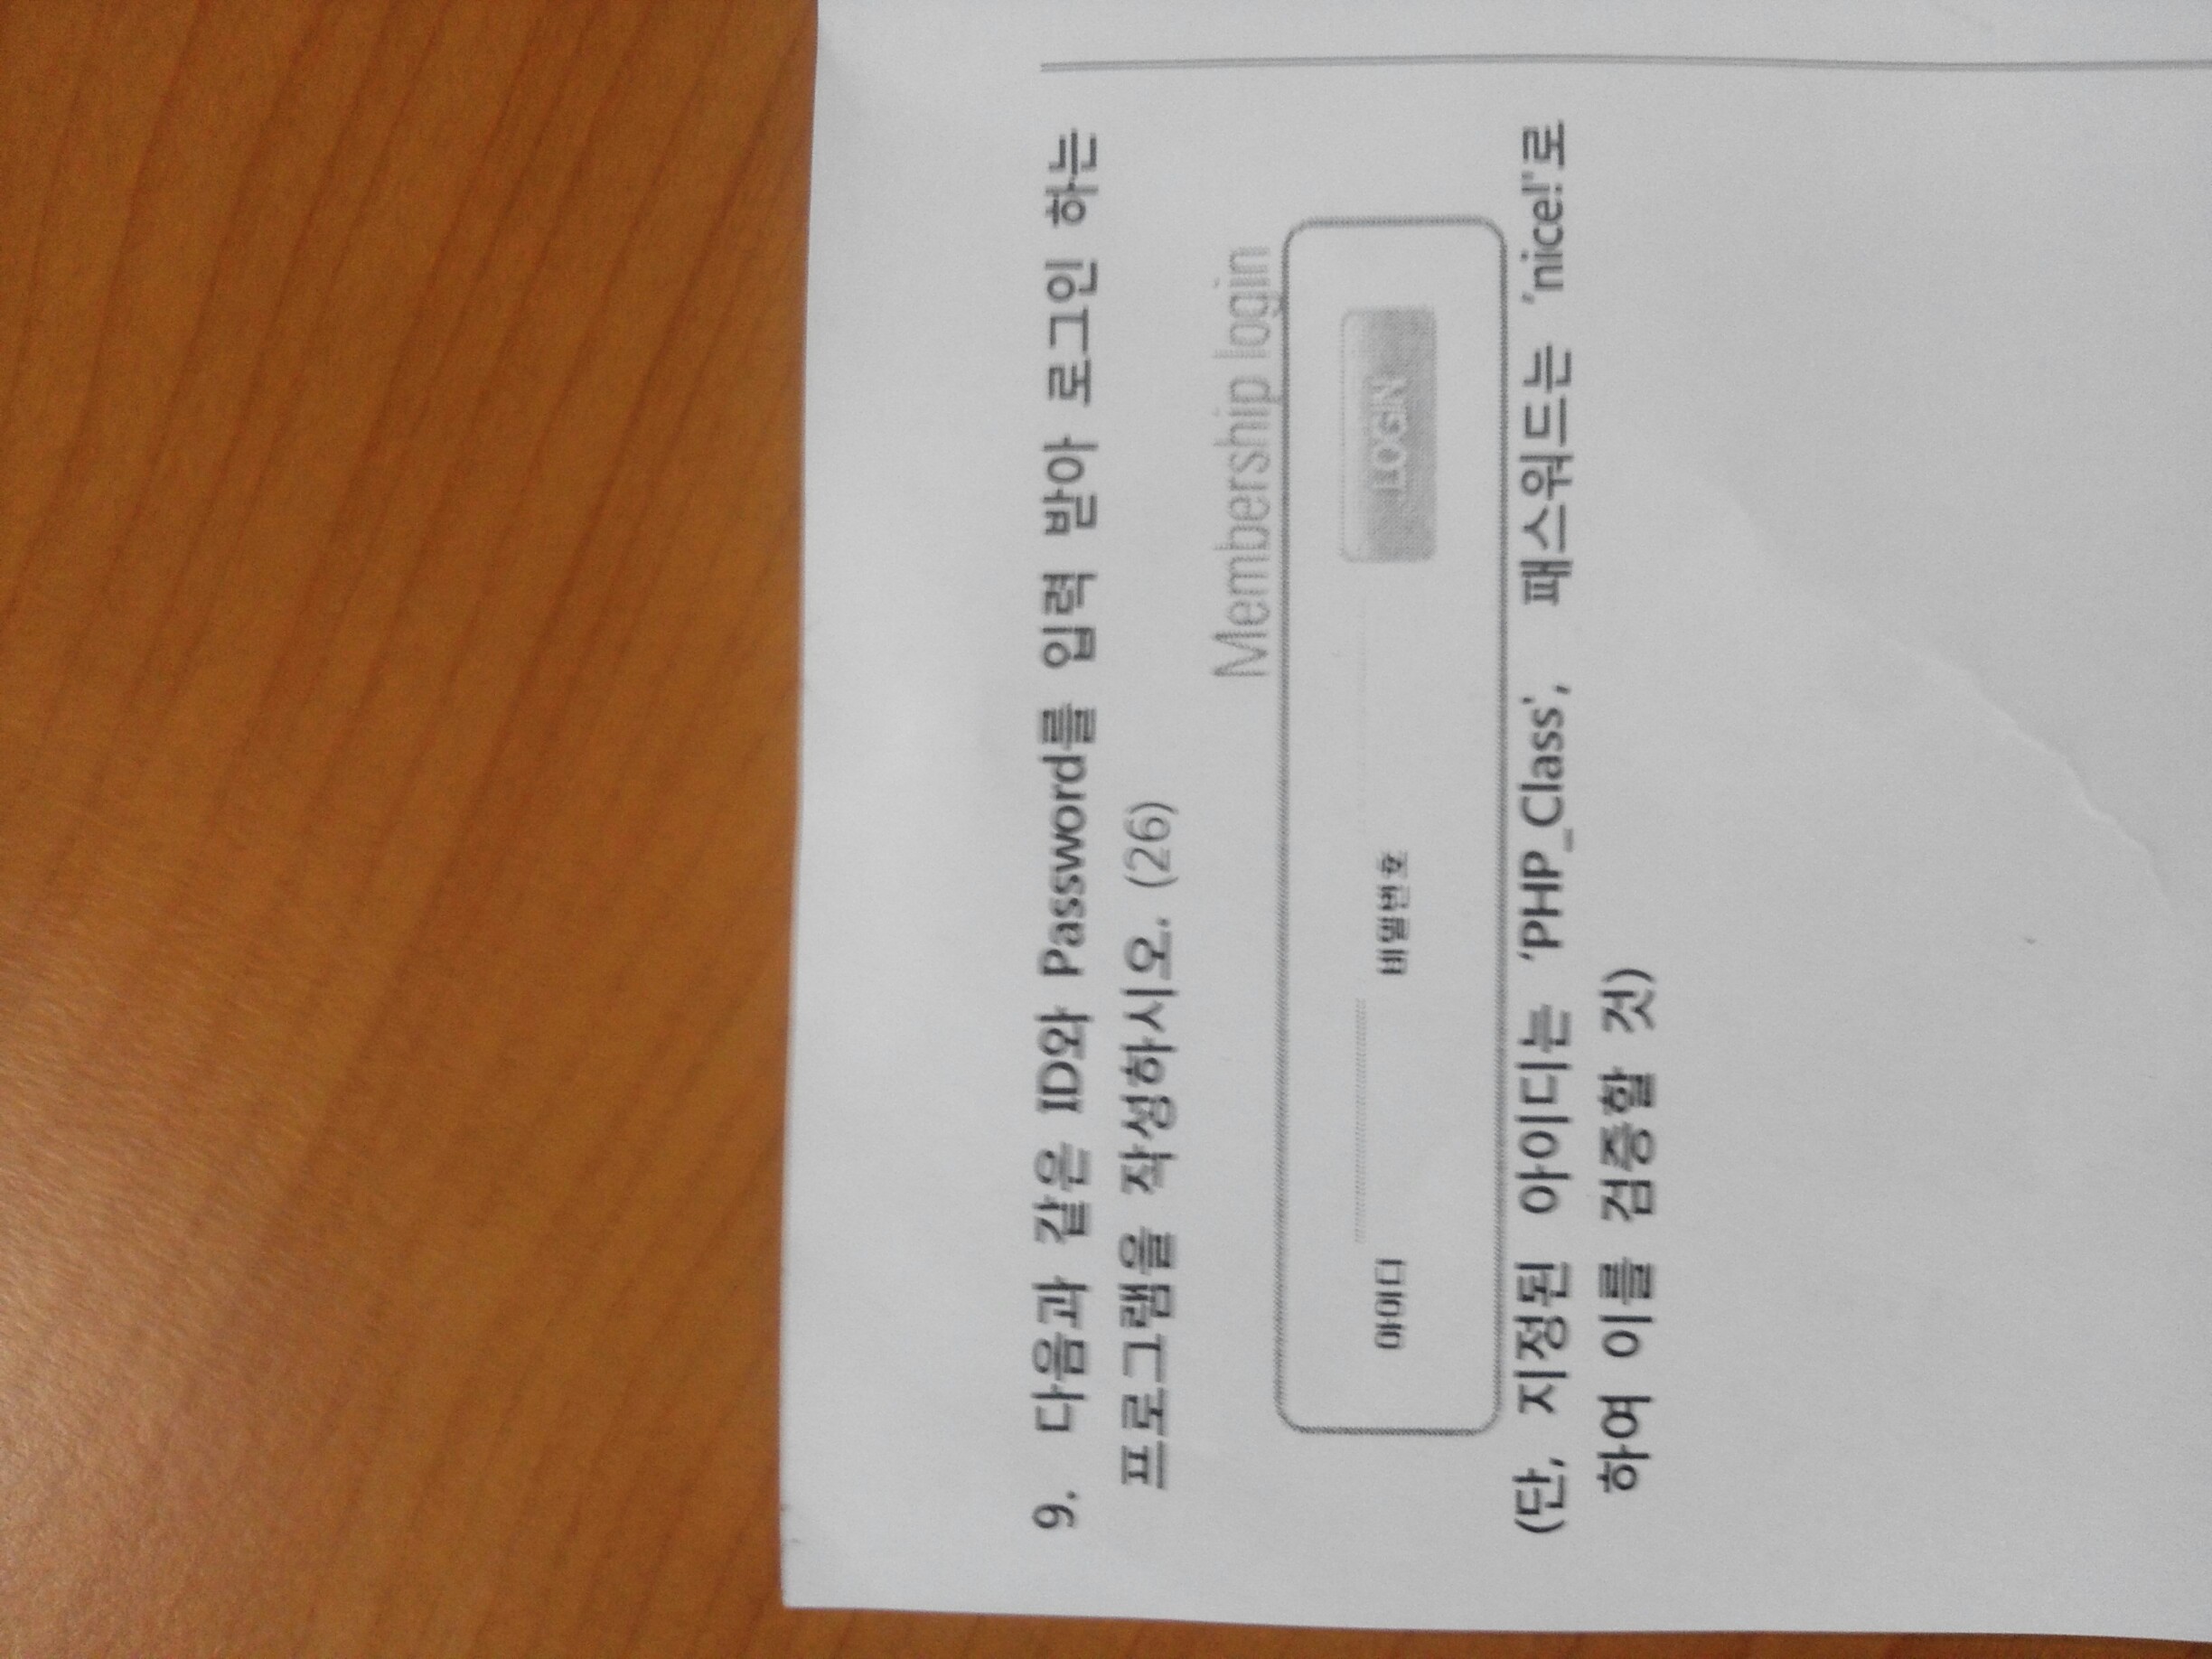 9. 다음과 같은 ID와 Password를 입력 받아 로그인 하는
프로그램을 작성하시오. (26)
Membership login
아이디 비밀번호 LOGIN
(단, 지정된 아이디는 'PHP_Class', 패스워드는 'nice!'로
하여 이를 검증할 것)